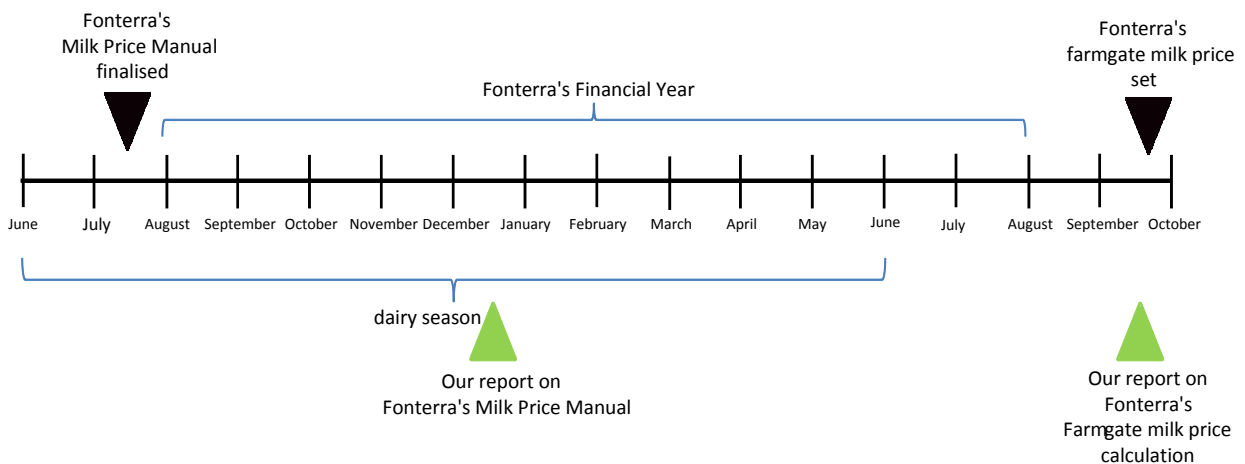 Fonterra's
Milk Price Manual
finalised
Fonterra's
farmgate milk price
set
Fonterra's Financial Year
June July August September October November December January February March April May June July August September October
dairy season
Our report on
Fonterra's Milk Price Manual
Our report on
Fonterra's
Farmgate milk price
calculation